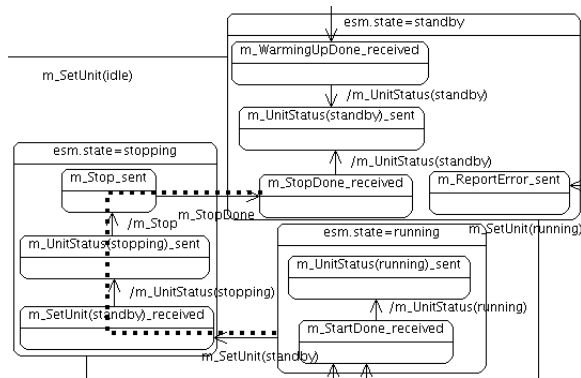 esm.state=standby
m_WarmingUpDone_received
m_SetUnit(idle)
/m_UnitStatus(standby)
m_UnitStatus(standby)_sent
esm.state=stopping
/m_UnitStatus(standby)
m_Stop_sent
m_StopDone_received
m_ReportError_sent
m_StopDone
/m_Stop
m_SetUnit(running)
esm.state=running
m_UnitStatus(stopping)_sent
m_UnitStatus(running)_sent
/m_UnitStatus(stopping)
/m_UnitStatus(running)
m_SetUnit(standby)_received
m_StartDone_received
m_SetUnit(standby)